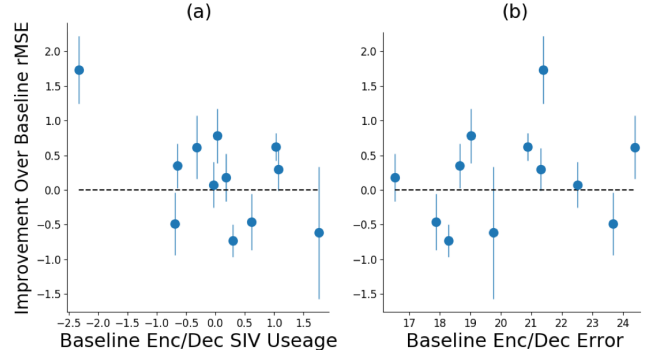 (a)
(b)
Improvement Over Baseline rMSE
2.0
1.5
1.0
0.5
0.0
−0.5
−1.0
−1.5
−2.5 −2.0 −1.5 −1.0 −0.5 0.0 0.5 1.0 1.5
Baseline Enc/Dec SIV Useage
2.0
1.5
1.0
0.5
0.0
−0.5
−1.0
−1.5
17 18 19 20 21 22 23 24
Baseline Enc/Dec Error